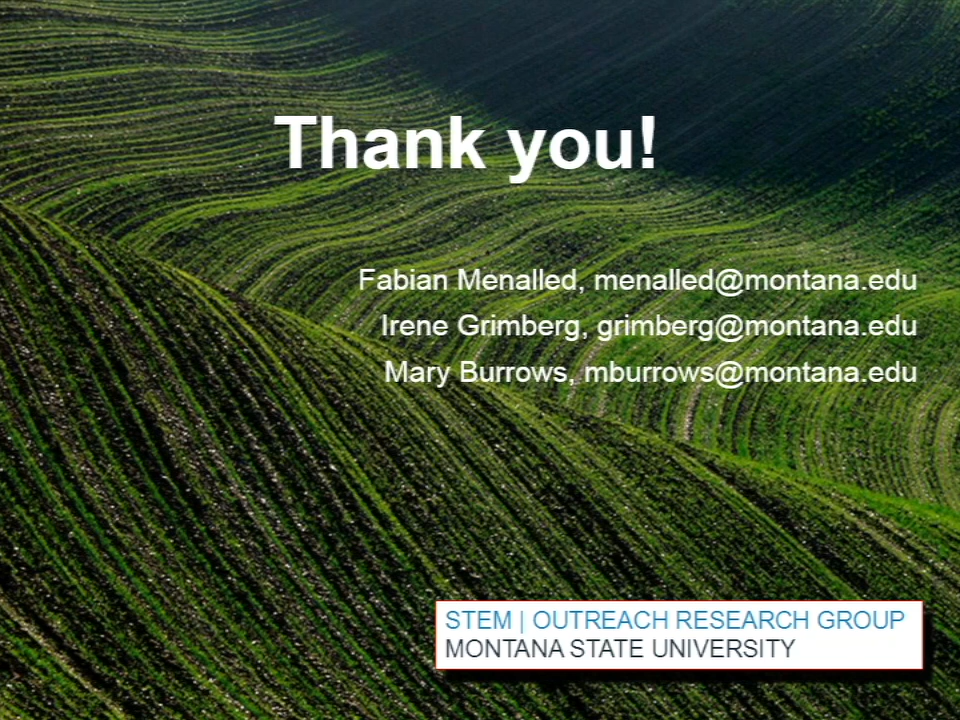 Thank you!
Fabian Menalled, menalled@montana.edu
Irene Grimberg, grimberg@montana.edu
Mary Burrows, mburrows@montana.edu
STEM | OUTREACH RESEARCH GROUP
MONTANA STATE UNIVERSITY